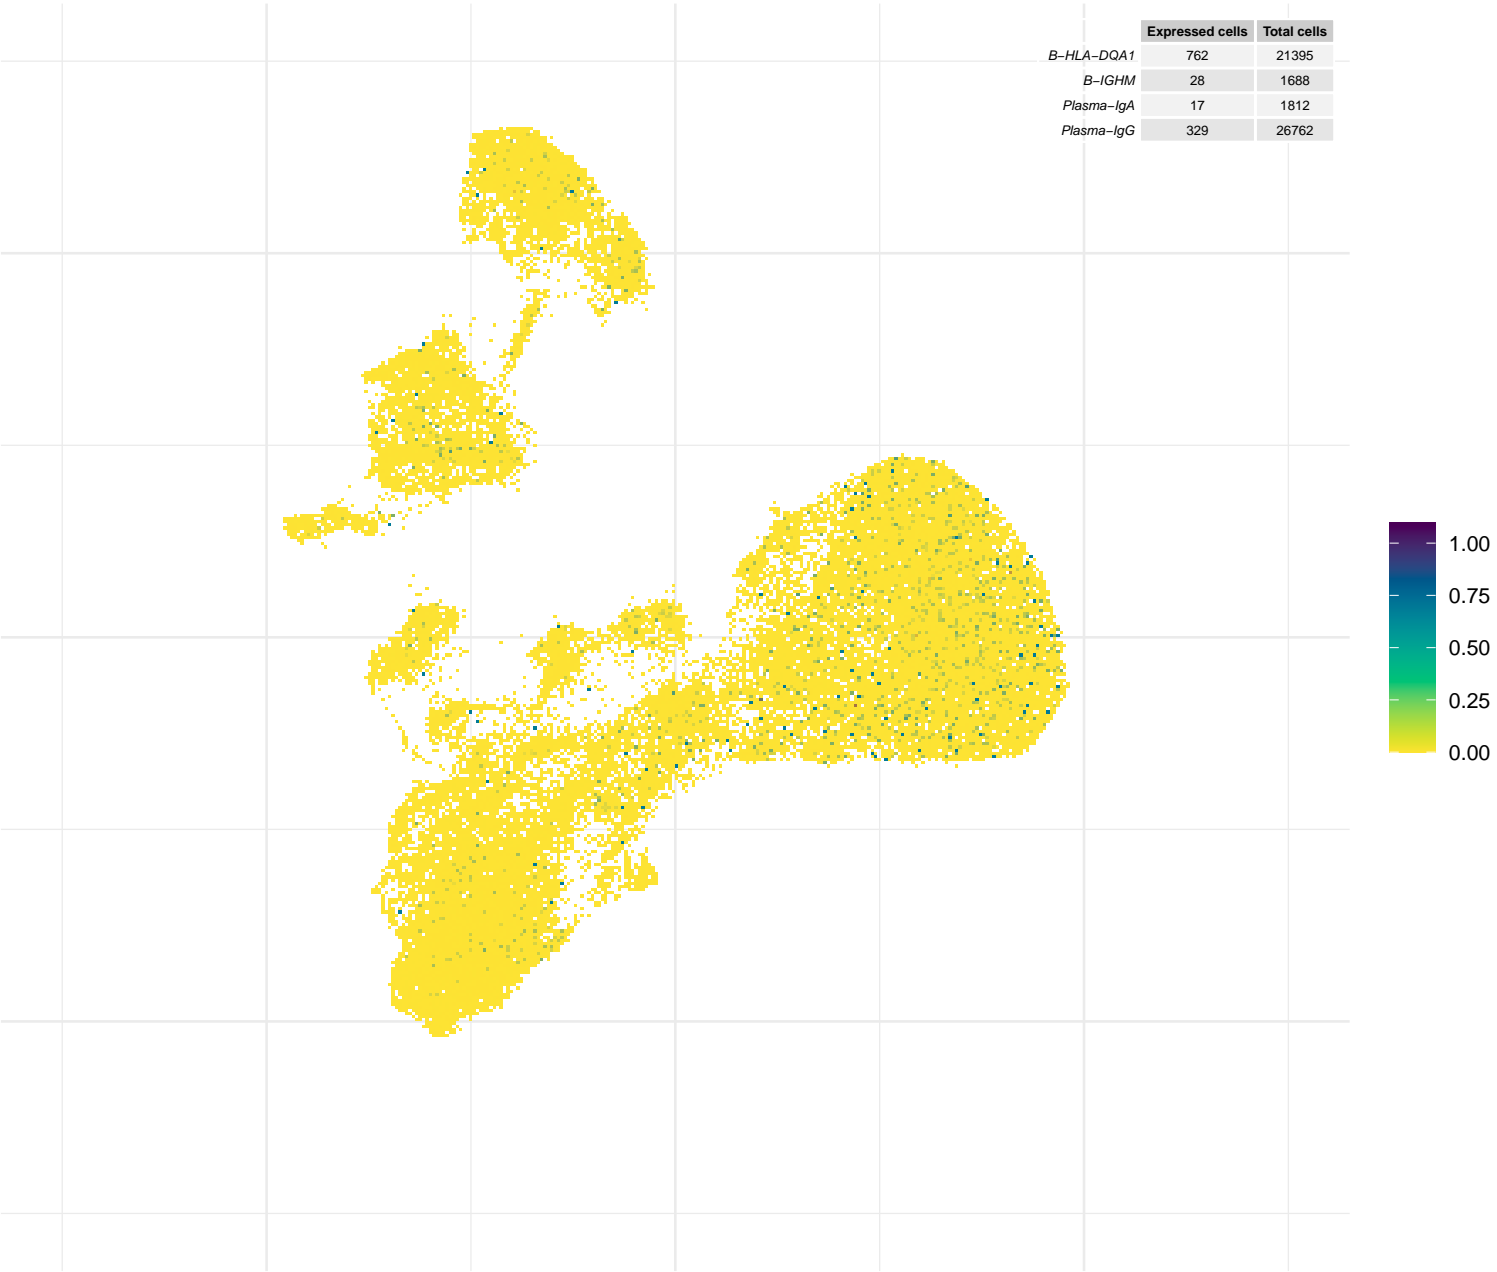 Expressed cells Total cells
B−HLA−DQA1 762 21395
B−IGHM 28 1688
Plasma−IgA 17 1812
Plasma−IgG 329 26762
1.00
0.75
0.50
0.25
0.00